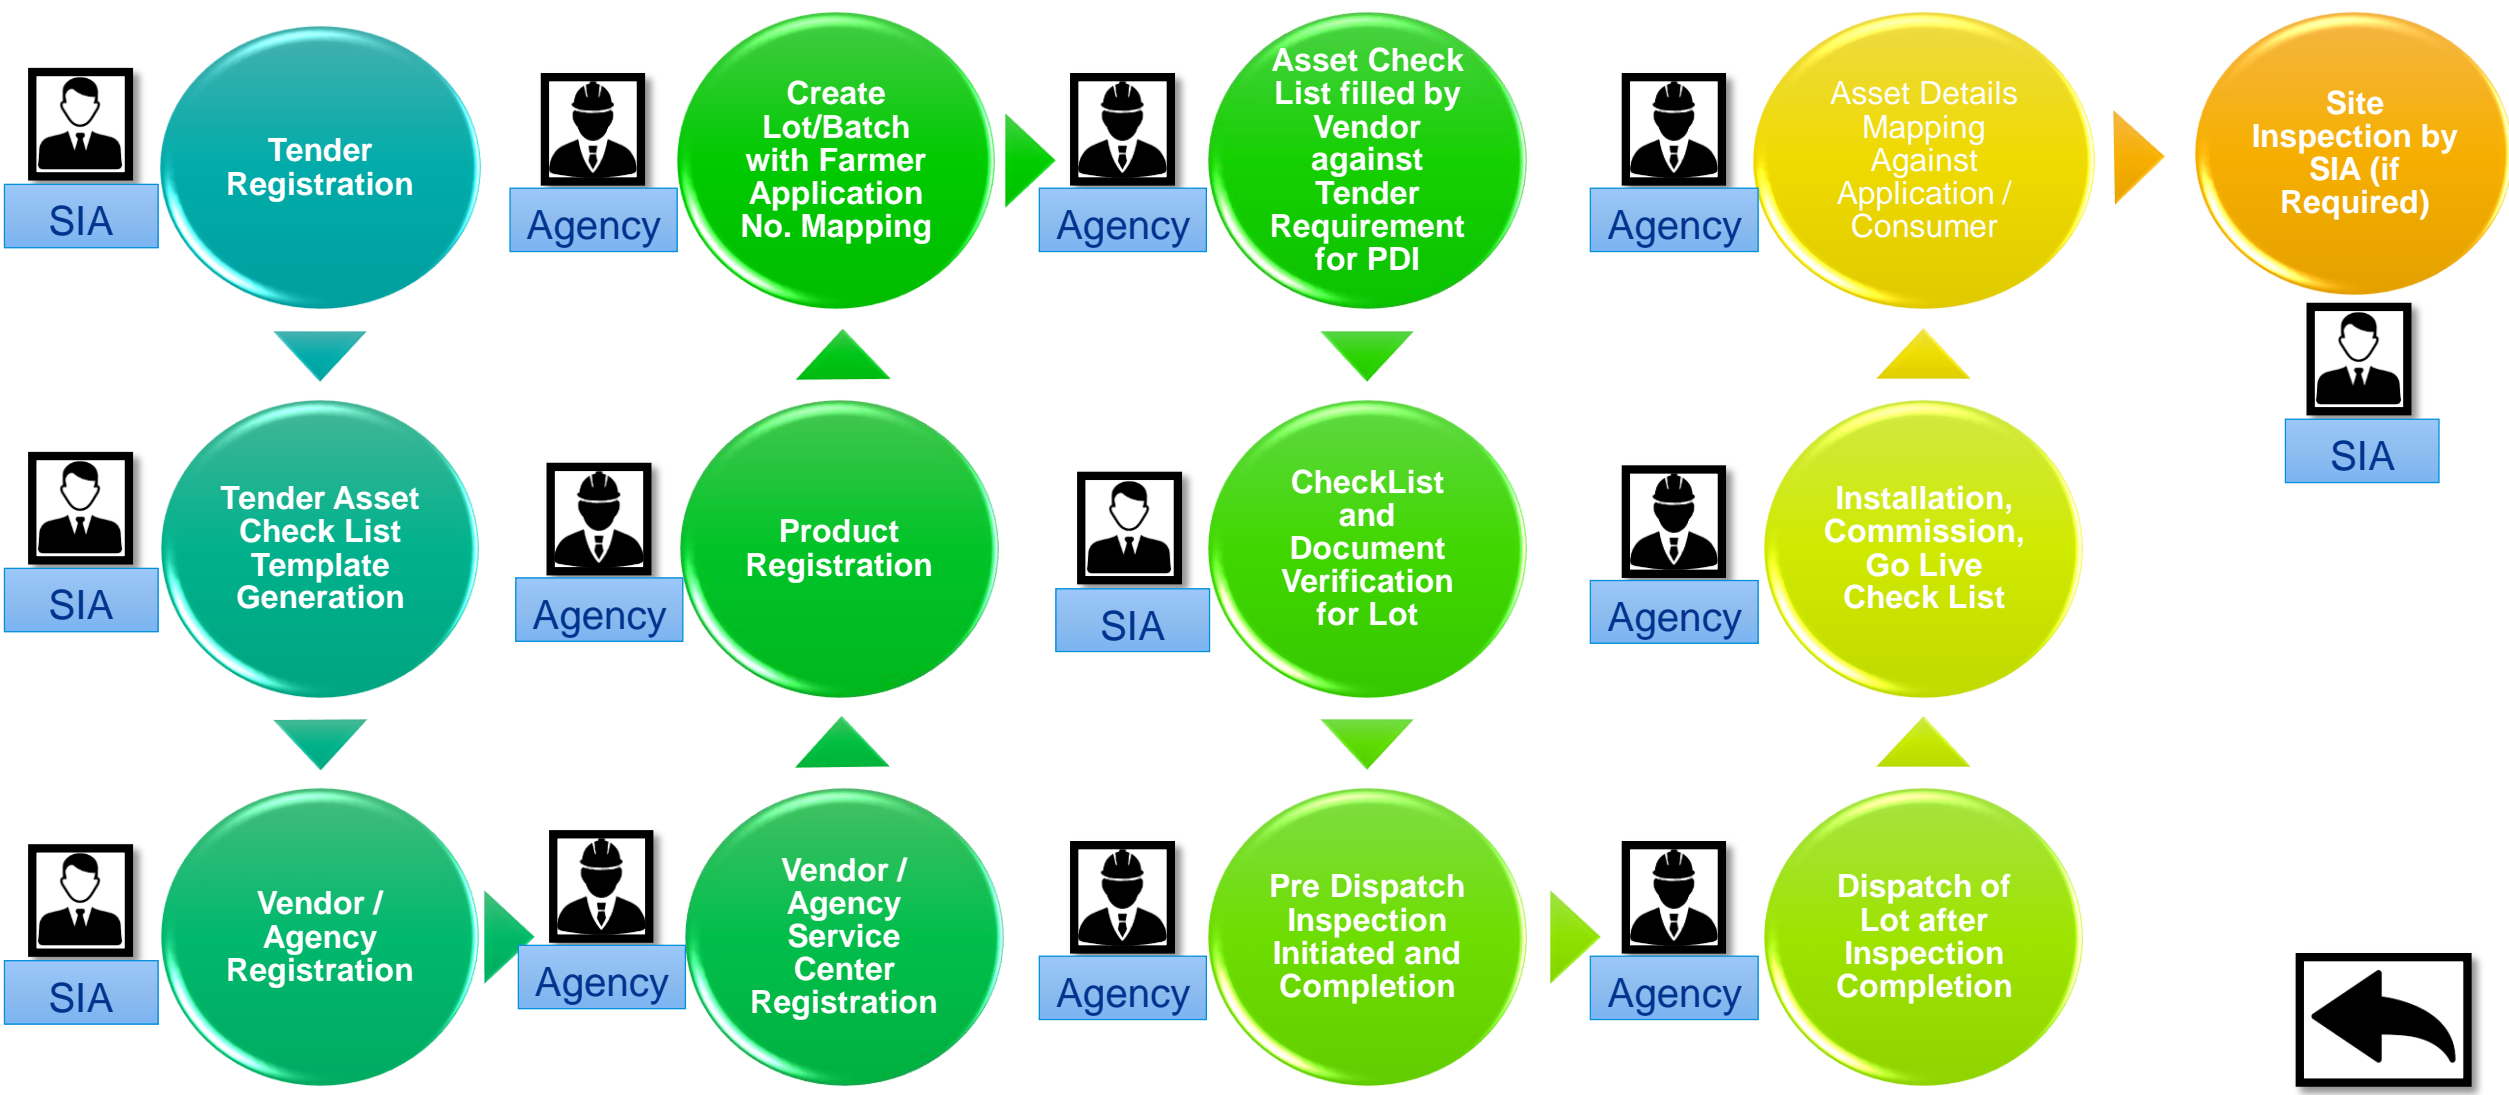 SIA
Tender
Registration
SIA
Tender Asset
Check List
Template
Generation
SIA
Vendor /
Agency
Registration
Agency
Vendor /
Agency
Service
Center
Registration
Agency
Product
Registration
Agency
Create
Lot/Batch
with Farmer
Application
No. Mapping
Agency
Asset Check
List filled by
Vendor
against
Tender
Requirement
for PDI
SIA
CheckList
and
Document
Verification
for Lot
Agency
Pre Dispatch
Inspection
Initiated and
Completion
Agency
Dispatch of
Lot after
Inspection
Completion
Agency
Installation,
Commission,
Go Live
Check List
Agency
Asset Details
Mapping
Against
Application /
Consumer
Site
Inspection by
SIA (if
Required)
SIA